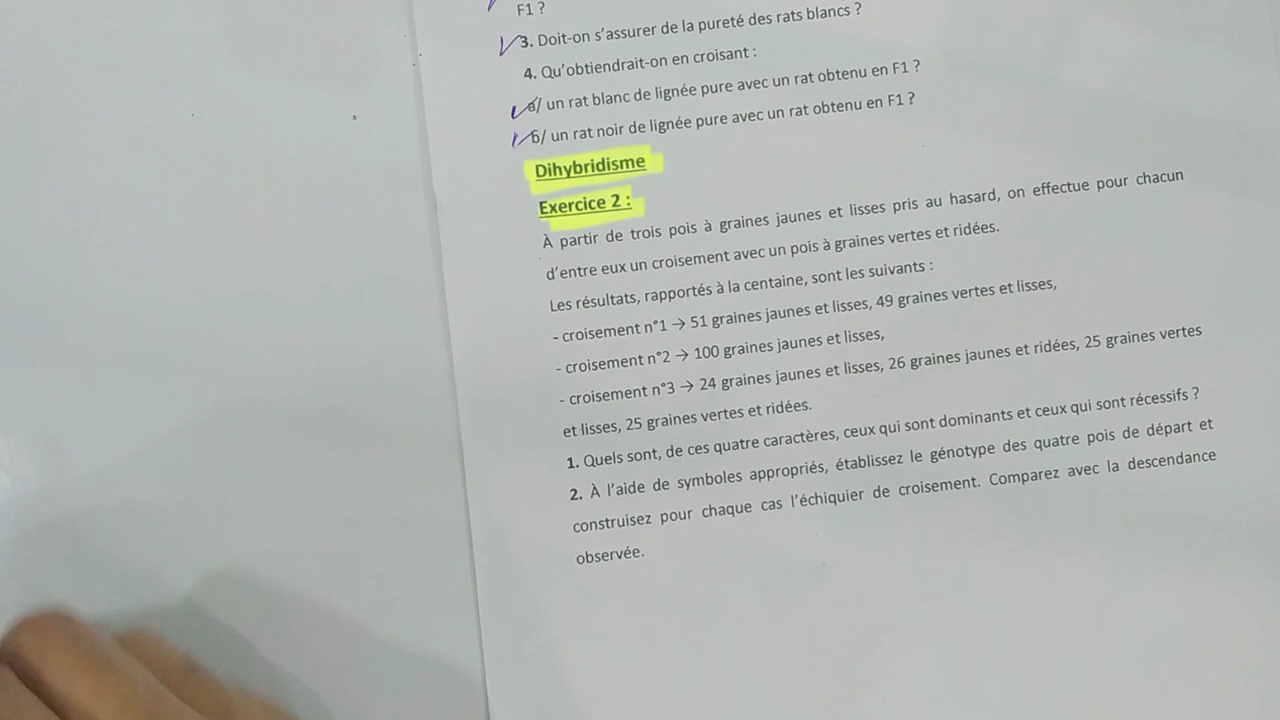 F1 ?
3. Doit-on s'assurer de la pureté des rats blancs ?
4. Qu'obtiendrait-on en croisant :
a/ un rat blanc de lignée pure avec un rat obtenu en F1 ?
b/ un rat noir de lignée pure avec un rat obtenu en F1 ?
Dihybridisme
Exercice 2 :
À partir de trois pois à graines jaunes et lisses pris au hasard, on effectue pour chacun
d'entre eux un croisement avec un pois à graines vertes et ridées.
Les résultats, rapportés à la centaine, sont les suivants :
- croisement n°1 → 51 graines jaunes et lisses, 49 graines vertes et lisses,
- croisement n°2 → 100 graines jaunes et lisses,
- croisement n°3 → 24 graines jaunes et lisses, 26 graines jaunes et ridées, 25 graines vertes
et lisses, 25 graines vertes et ridées.
1. Quels sont, de ces quatre caractères, ceux qui sont dominants et ceux qui sont récessifs ?
2. À l'aide de symboles appropriés, établissez le génotype des quatre pois de départ et
construisez pour chaque cas l'échiquier de croisement. Comparez avec la descendance
observée.